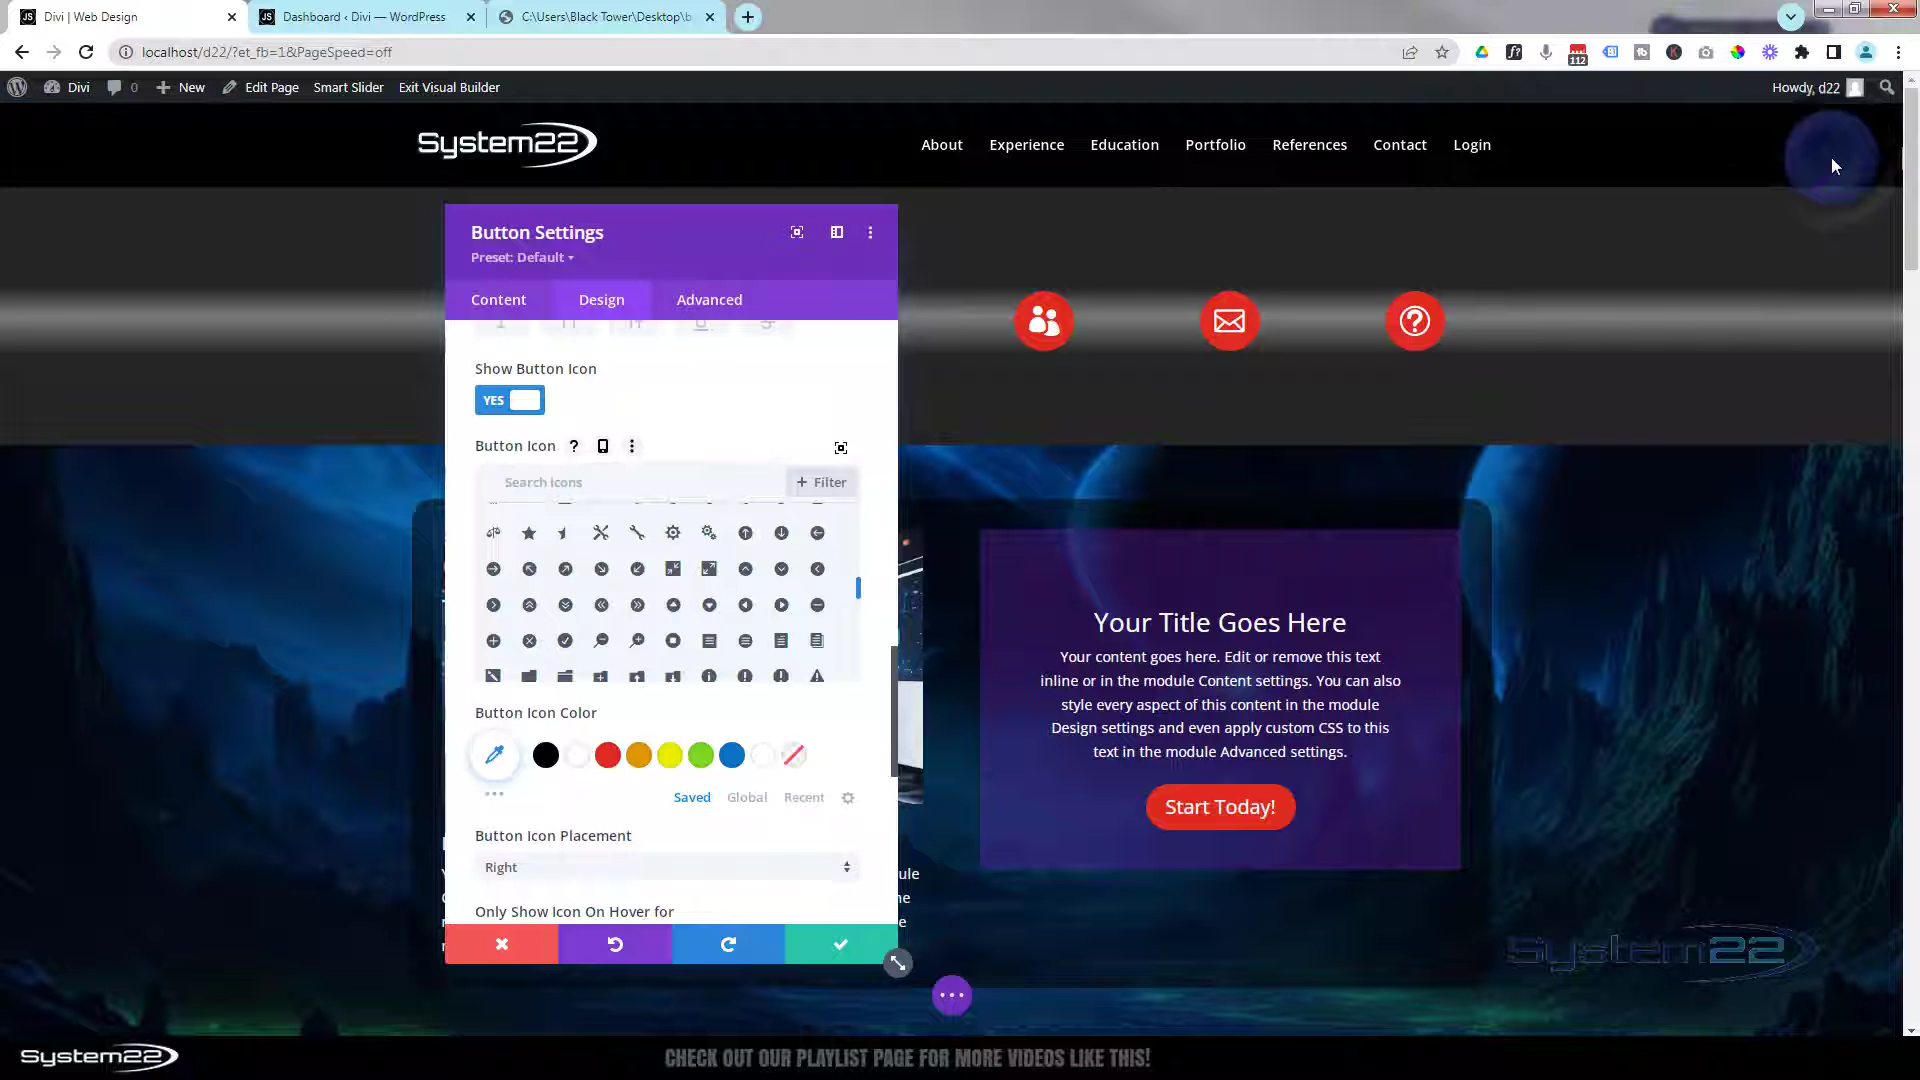 Divi | Web Design
Dashboard ‹ Divi — WordPress
C:\Users\Black Tower\Desktop\b
localhost/d22/?et_fb=1&PageSpeed=off
112
Divi
0
New
Edit Page
Smart Slider
Exit Visual Builder
Howdy, d22
System22
About
Experience
Education
Portfolio
References
Contact
Login
Button Settings
Preset: Default
Content
Design
Advanced
Show Button Icon
YES
Button Icon
Search Icons
+ Filter
Button Icon Color
Saved
Global
Recent
Button Icon Placement
Right
Only Show Icon On Hover for
Your Title Goes Here
Your content goes here. Edit or remove this text
inline or in the module Content settings. You can also
style every aspect of this content in the module
Design settings and even apply custom CSS to this
text in the module Advanced settings.
Start Today!
System22
System22
CHECK OUT OUR PLAYLIST PAGE FOR MORE VIDEOS LIKE THIS!